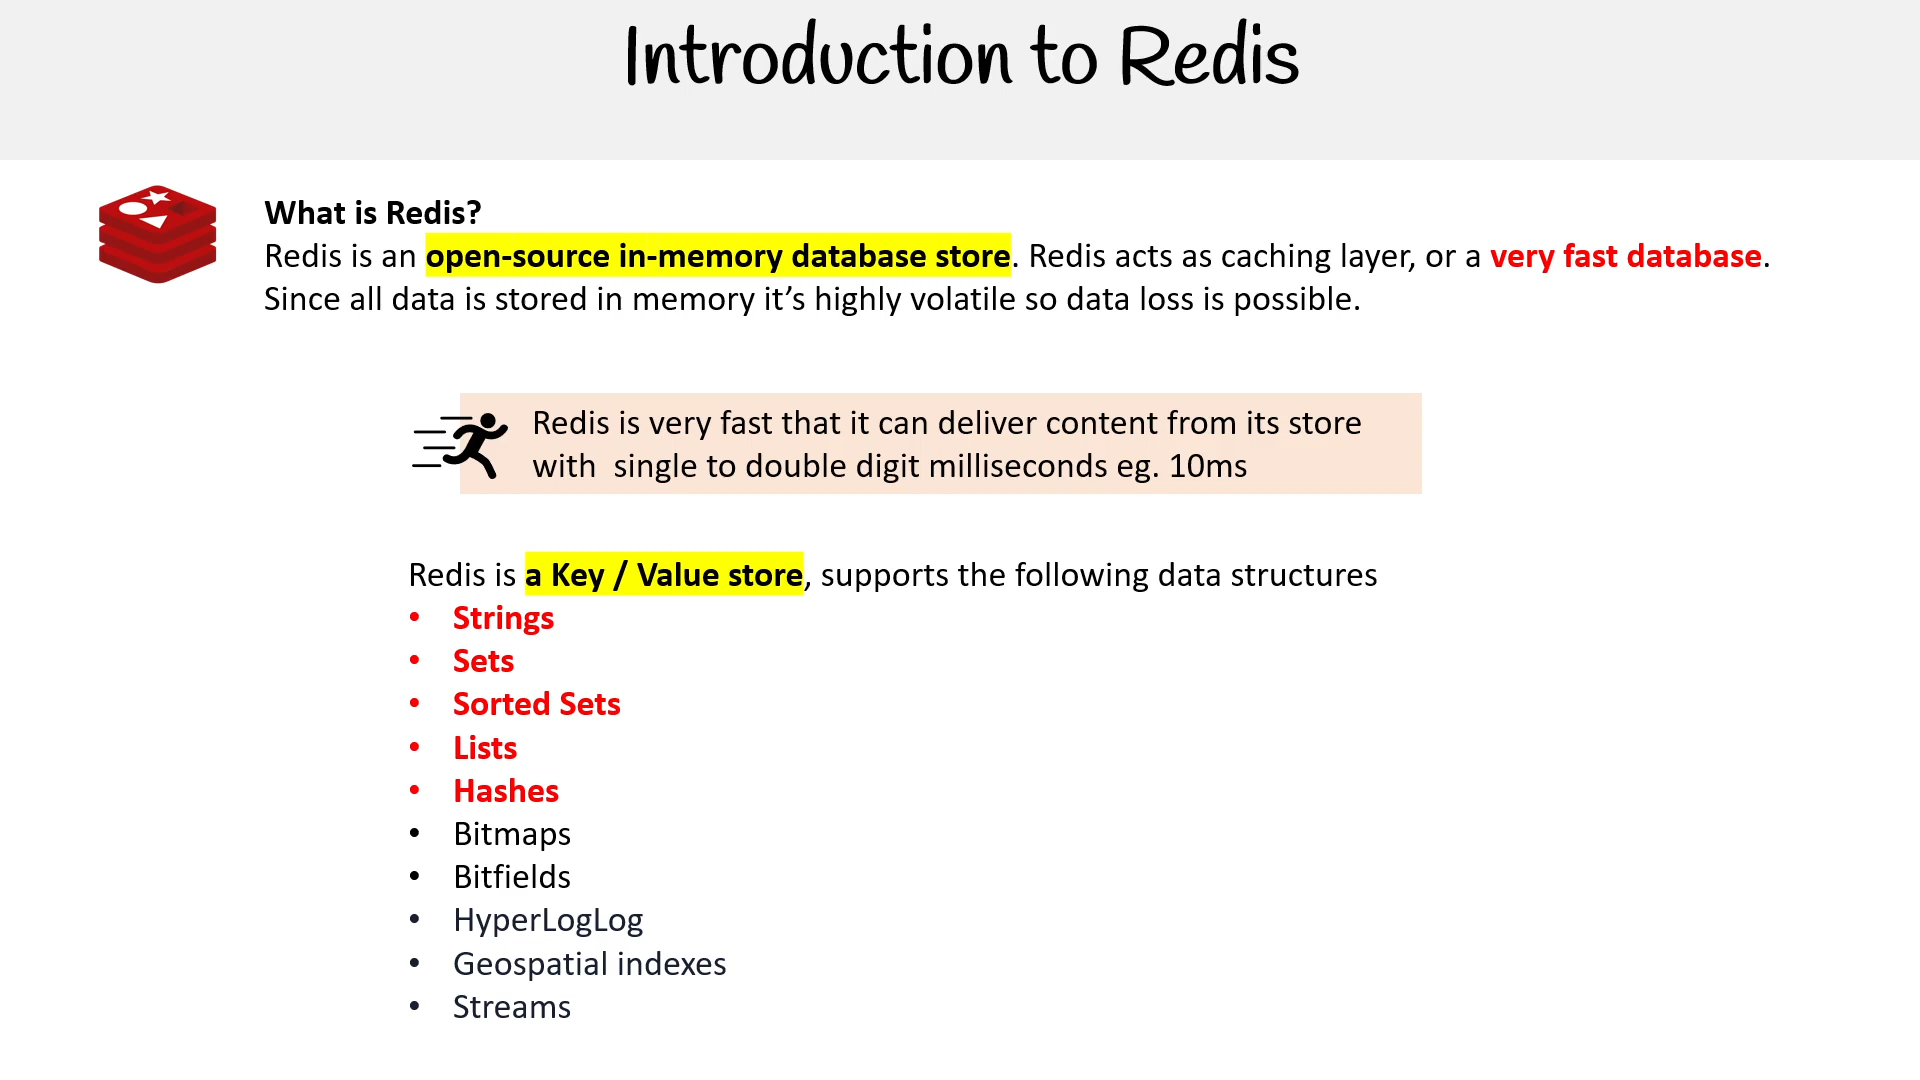 Introduction to Redis
What is Redis?
Redis is an open-source in-memory database store. Redis acts as caching layer, or a very fast database.
Since all data is stored in memory it’s highly volatile so data loss is possible.
Redis is very fast that it can deliver content from its store
with  single to double digit milliseconds eg. 10ms
Redis is a Key / Value store, supports the following data structures
• Strings
• Sets
• Sorted Sets
• Lists
• Hashes
• Bitmaps
• Bitfields
• HyperLogLog
• Geospatial indexes
• Streams